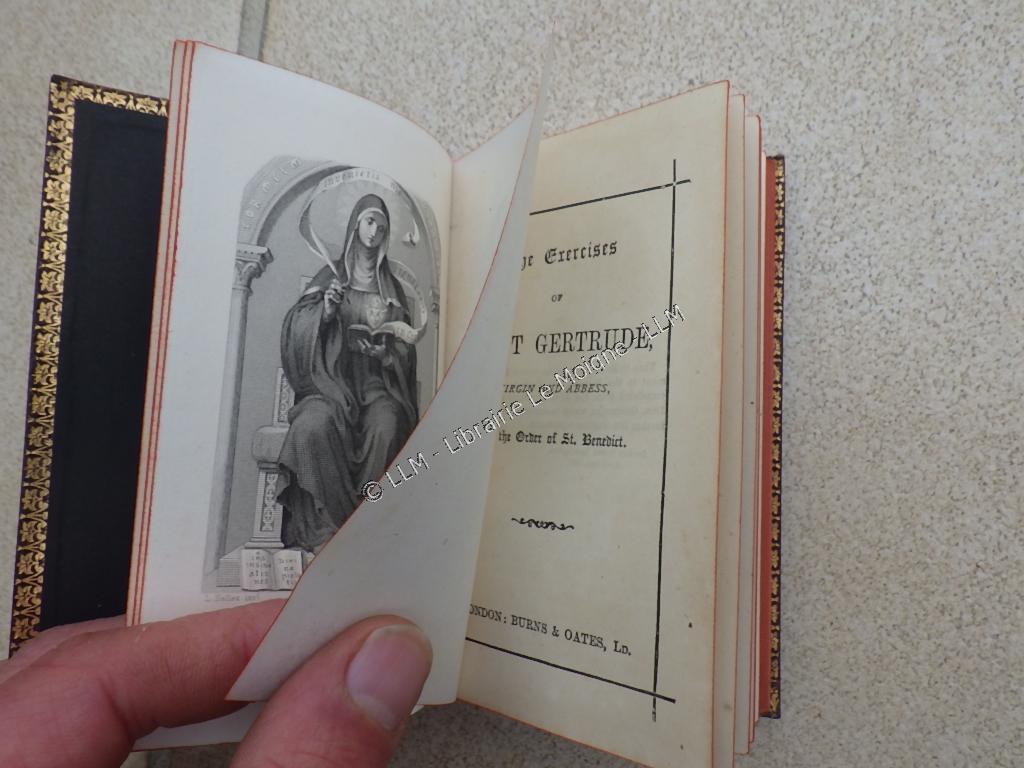 invenietis
Exercises
OF
T GERTRUDE,
VIRGIN AND ABBESS,
the Order of St. Benedict.
LONDON: BURNS & OATES, LD.
© LLM - Librairie Le Moigne (LLM